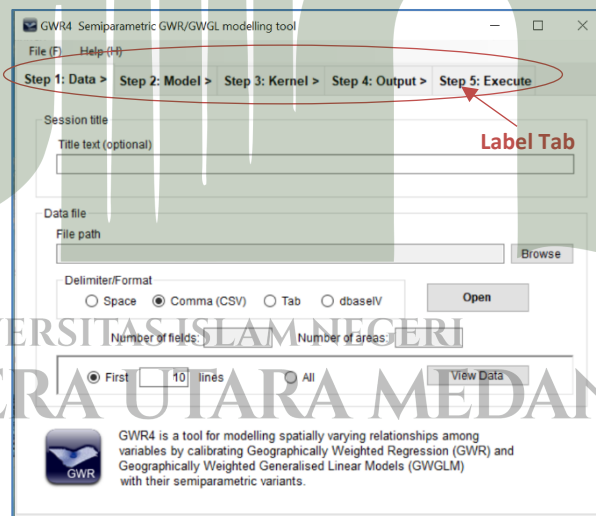 GWR4 Semiparametric GWR/GWGL modelling tool
File (F) Help (H)
Step 1: Data > Step 2: Model > Step 3: Kernel > Step 4: Output > Step 5: Execute
Label Tab
Session title
Title text (optional)
Data file
File path
Browse
Delimiter/Format
Space Comma (CSV) Tab dbaseIV
Open
VERSITAS ISLAM NEGERI
Number of fields: Number of areas:
First 10 lines All View Data
ERA UTARA MEDAN
GWR
GWR4 is a tool for modelling spatially varying relationships among
variables by calibrating Geographically Weighted Regression (GWR) and
Geographically Weighted Generalised Linear Models (GWGLM)
with their semiparametric variants.